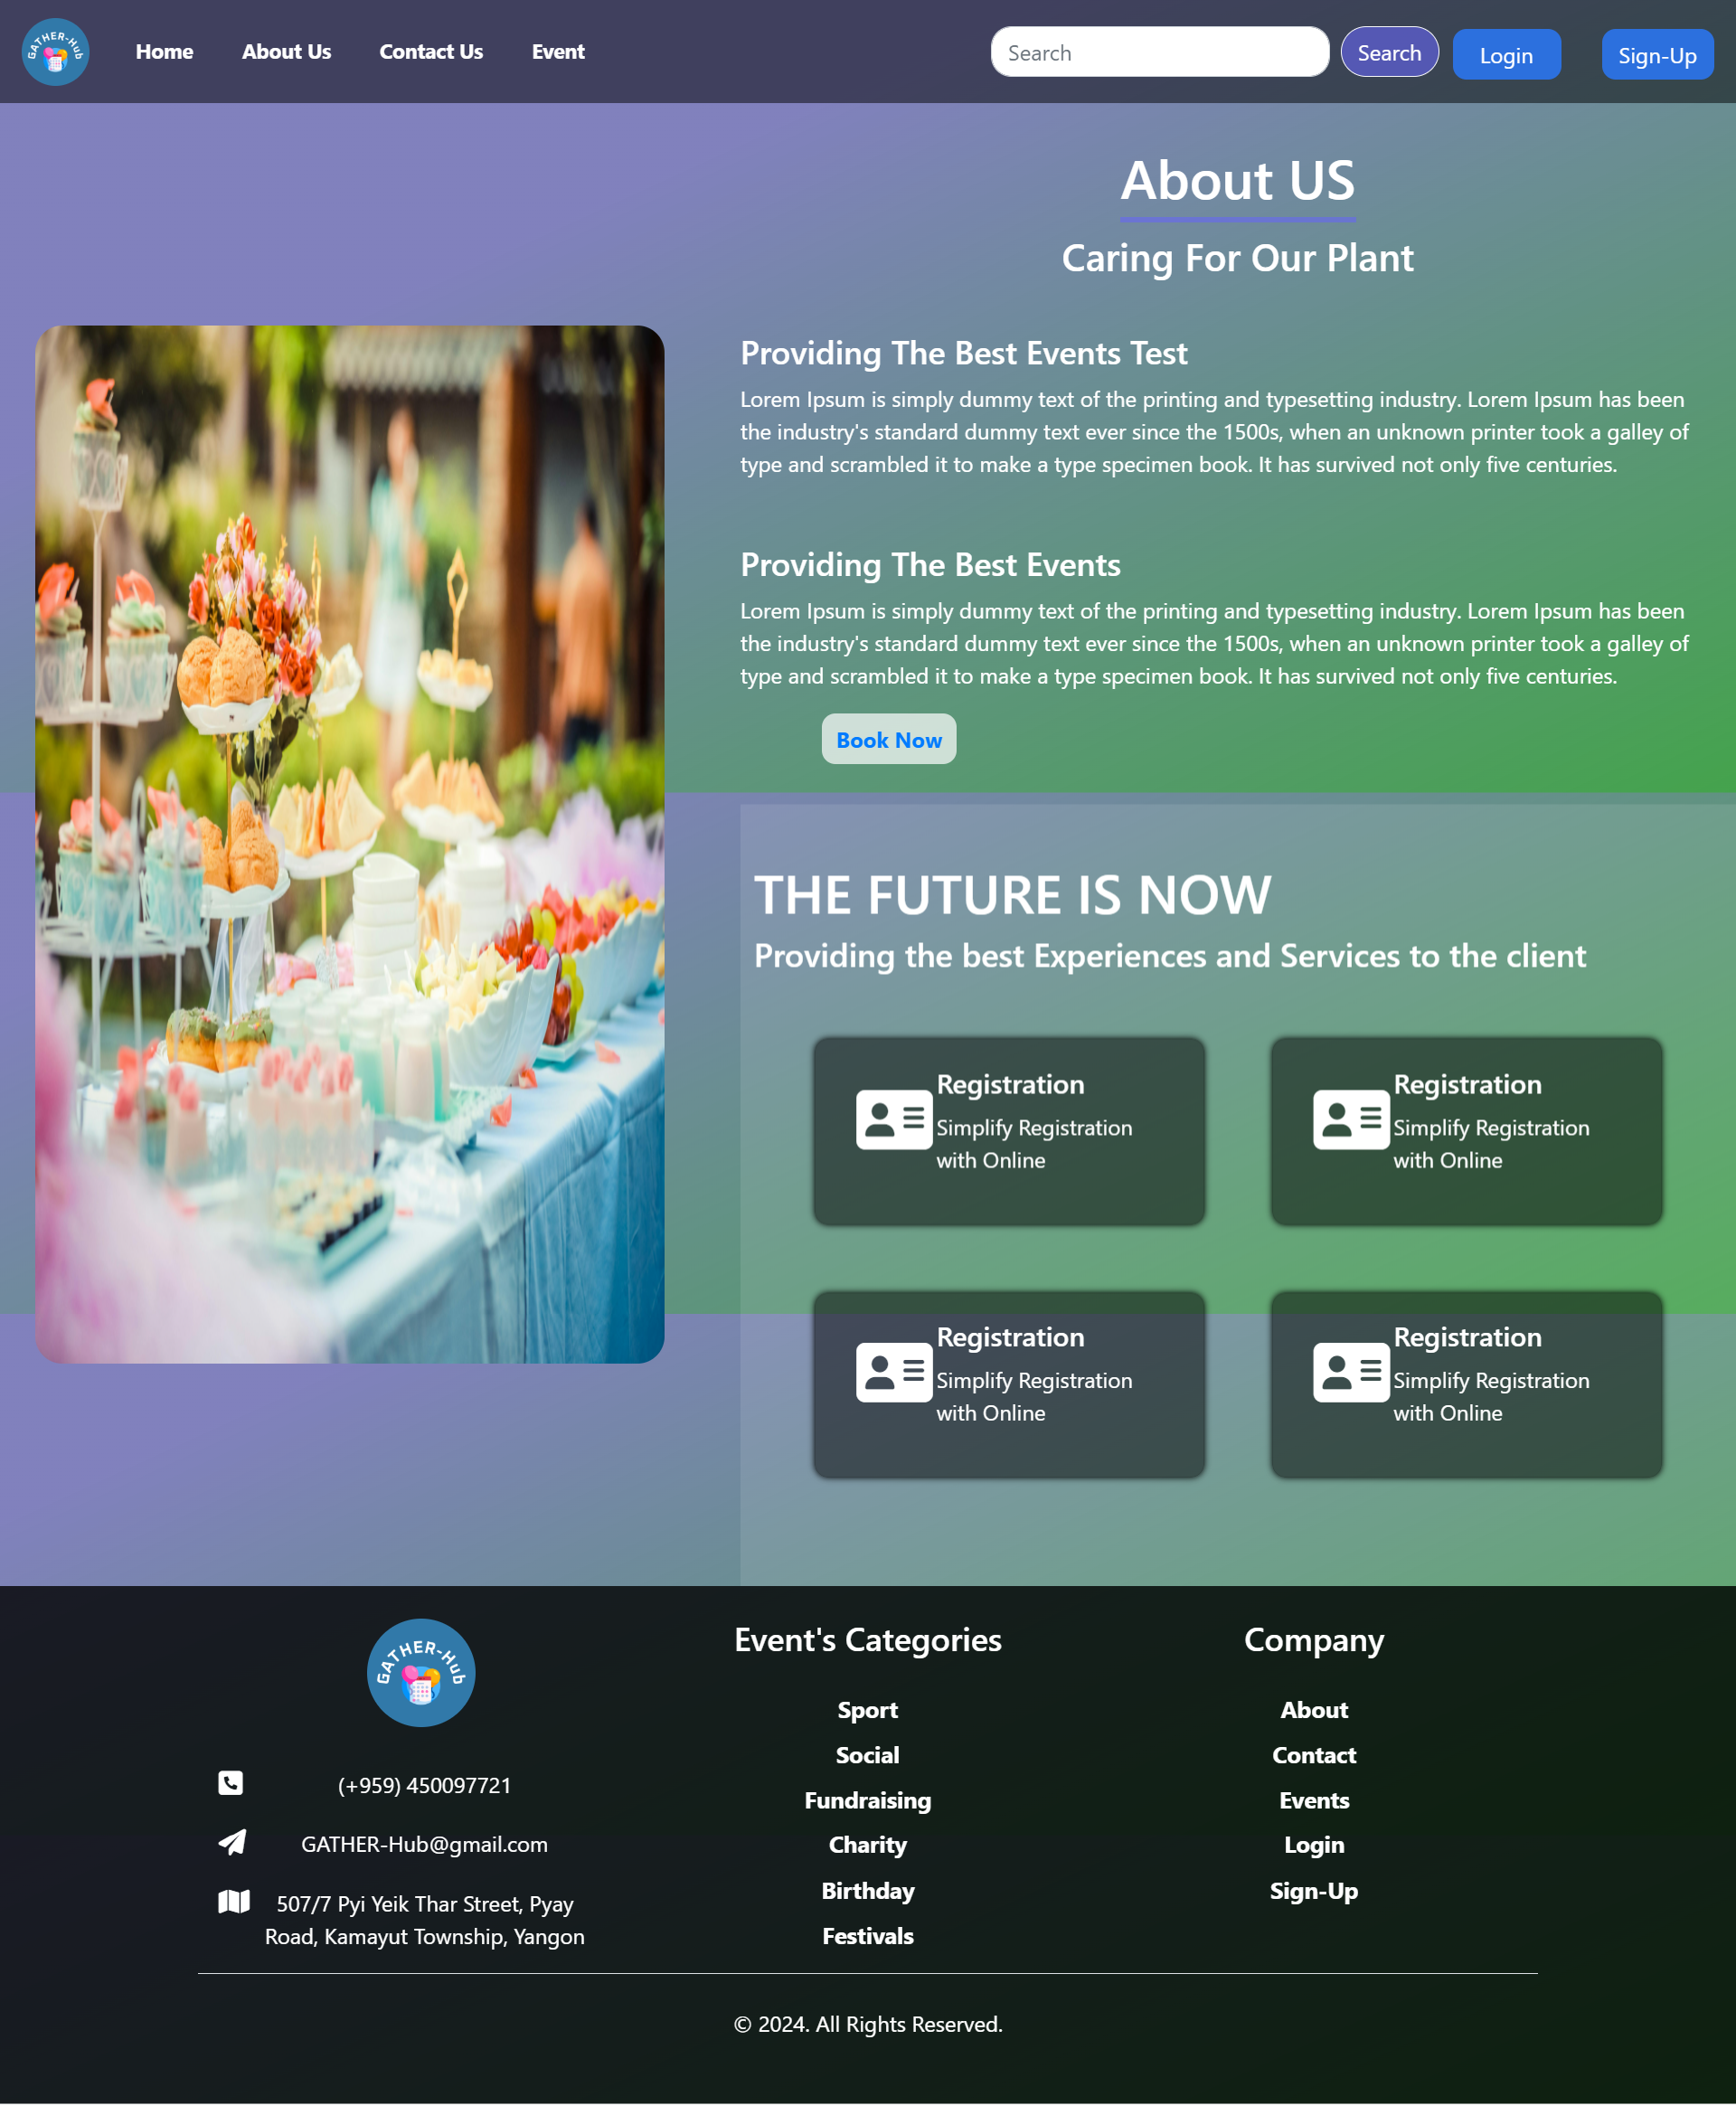 GATHER-Hub
Home
About Us
Contact Us
Event
Search
Search
Login
Sign-Up
About US
Caring For Our Plant
Providing The Best Events Test
Lorem Ipsum is simply dummy text of the printing and typesetting industry. Lorem Ipsum has been
the industry's standard dummy text ever since the 1500s, when an unknown printer took a galley of
type and scrambled it to make a type specimen book. It has survived not only five centuries.
Providing The Best Events
Lorem Ipsum is simply dummy text of the printing and typesetting industry. Lorem Ipsum has been
the industry's standard dummy text ever since the 1500s, when an unknown printer took a galley of
type and scrambled it to make a type specimen book. It has survived not only five centuries.
Book Now
THE FUTURE IS NOW
Providing the best Experiences and Services to the client
Registration
Simplify Registration
with Online
Registration
Simplify Registration
with Online
Registration
Simplify Registration
with Online
Registration
Simplify Registration
with Online
GATHER-Hub
(+959) 450097721
GATHER-Hub@gmail.com
507/7 Pyi Yeik Thar Street, Pyay
Road, Kamayut Township, Yangon
Event's Categories
Sport
Social
Fundraising
Charity
Birthday
Festivals
Company
About
Contact
Events
Login
Sign-Up
© 2024. All Rights Reserved.